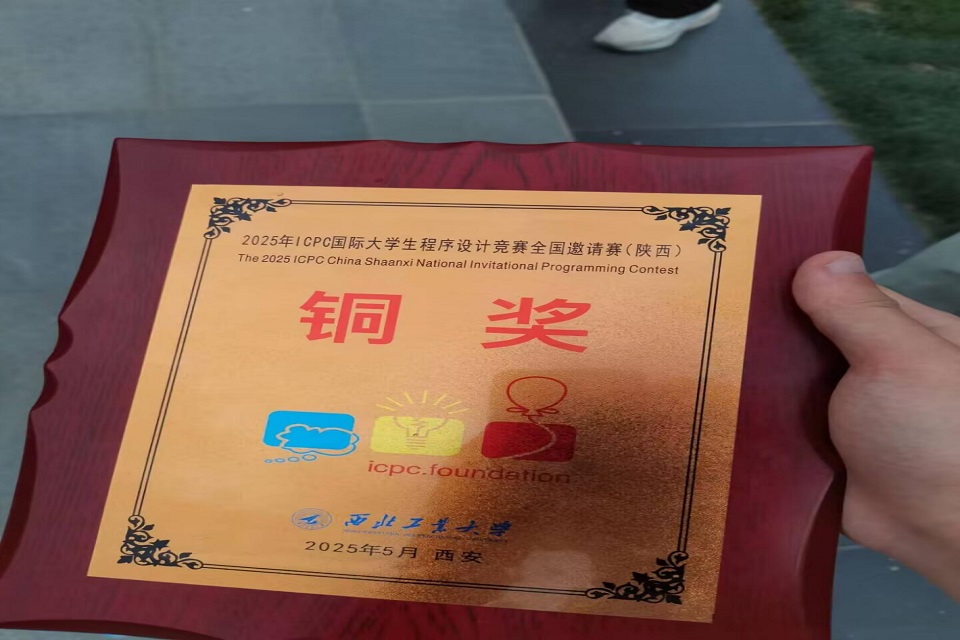 2025年ICPC国际大学生程序设计竞赛全国邀请赛(陕西)
The 2025 ICPC China Shaanxi National Invitational Programming Contest
铜奖
icpc.foundation
西北工业大学
2025年5月 西安